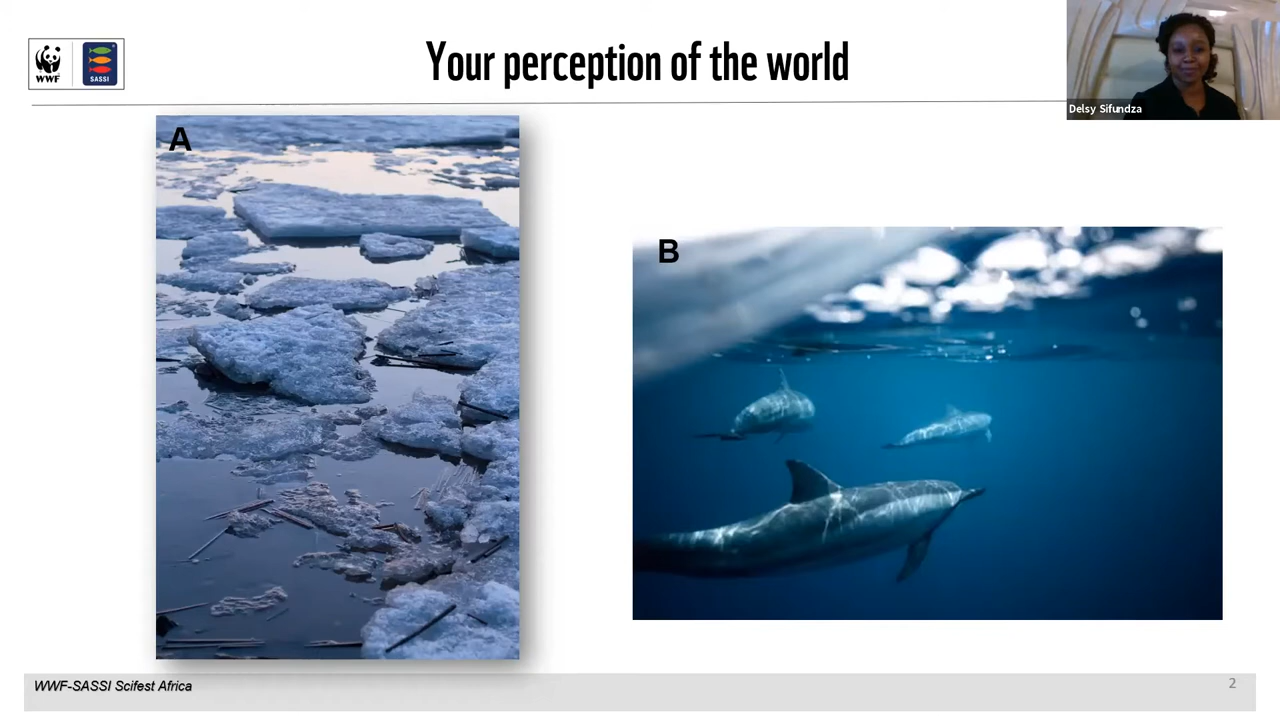 WWF
SASSI
Your perception of the world
Delsy Sifundza
A
B
WWF-SASSI Scifest Africa
2